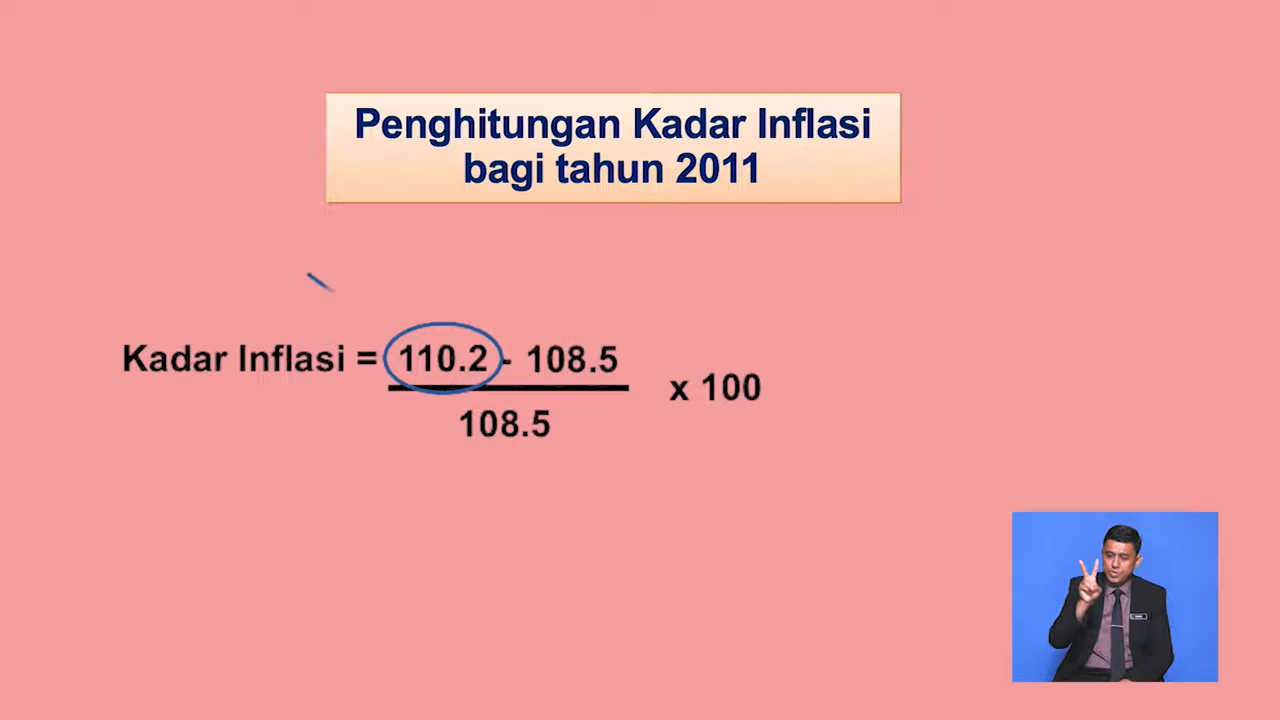 Penghitungan Kadar Inflasi
bagi tahun 2011
Kadar Inflasi = 110.2 - 108.5
108.5
x 100